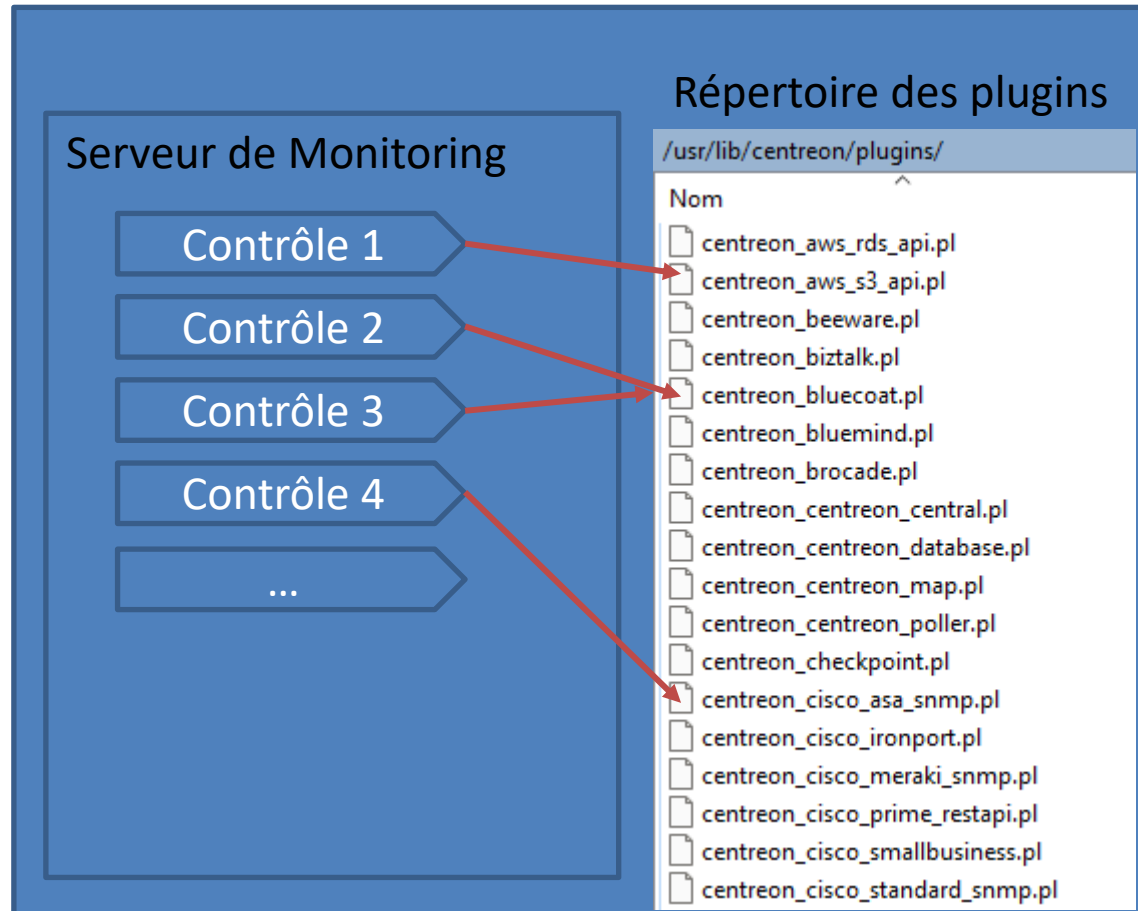 Serveur de Monitoring
Contrôle 1
Contrôle 2
Contrôle 3
Contrôle 4
...
Répertoire des plugins
/usr/lib/centreon/plugins/
Nom
centreon_aws_rds_api.pl
centreon_aws_s3_api.pl
centreon_beeware.pl
centreon_biztalk.pl
centreon_bluecoat.pl
centreon_bluemind.pl
centreon_brocade.pl
centreon_centreon_central.pl
centreon_centreon_database.pl
centreon_centreon_map.pl
centreon_centreon_poller.pl
centreon_checkpoint.pl
centreon_cisco_asa_snmp.pl
centreon_cisco_ironport.pl
centreon_cisco_meraki_snmp.pl
centreon_cisco_prime_restapi.pl
centreon_cisco_smallbusiness.pl
centreon_cisco_standard_snmp.pl